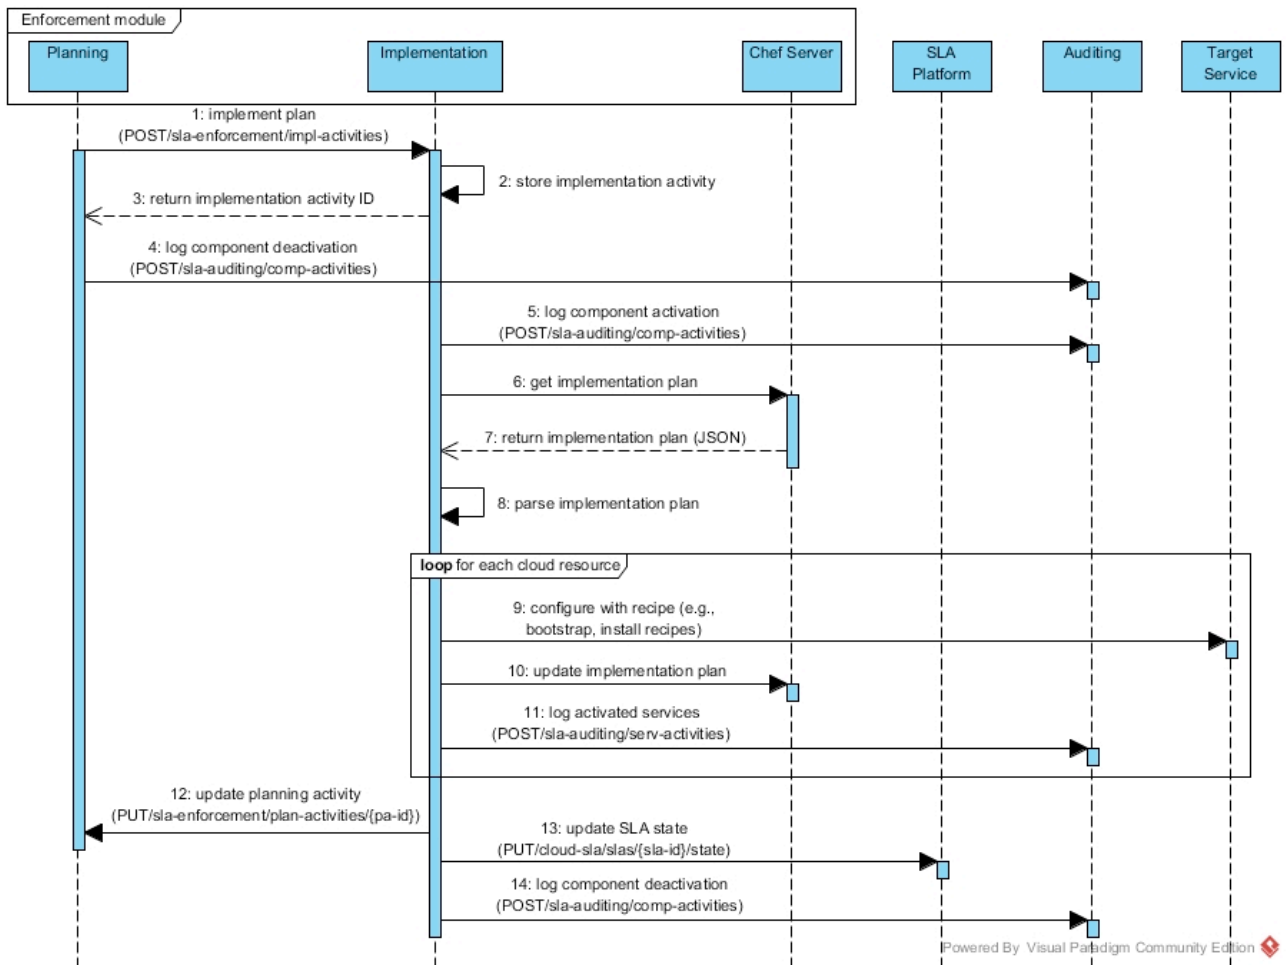 Enforcement module
Planning
Implementation
Chef Server
SLA
Platform
Auditing
Target
Service
1: implement plan
(POST/sla-enforcement/impl-activities)
2: store implementation activity
3: return implementation activity ID
4: log component deactivation
(POST/sla-auditing/comp-activities)
5: log component activation
(POST/sla-auditing/comp-activities)
6: get implementation plan
7: return implementation plan (JSON)
8: parse implementation plan
loop for each cloud resource
9: configure with recipe (e.g.,
bootstrap, install recipes)
10: update implementation plan
11: log activated services
(POST/sla-auditing/serv-activities)
12: update planning activity
(PUT/sla-enforcement/plan-activities/{pa-id})
13: update SLA state
(PUT/cloud-sla/slas/{sla-id}/state)
14: log component deactivation
(POST/sla-auditing/comp-activities)
Powered By Visual Paradigm Community Edition